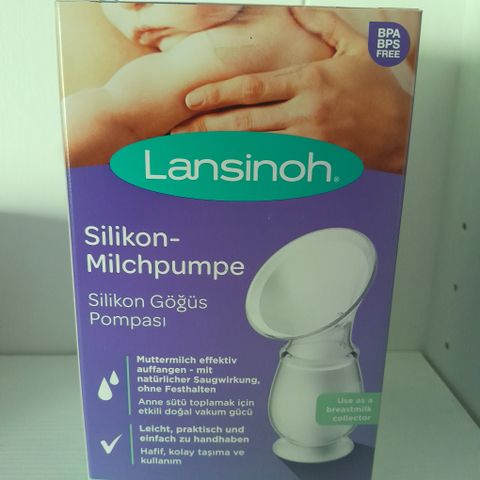 BPA
BPS
FREE
Lansinoh®
Silikon-
Milchpumpe
Silikon Göğüs
Pompası
Muttermilch effektiv
auffangen - mit
natürlicher Saugwirkung,
ohne Festhalten
Anne sütü toplamak için
etkili doğal vakum gücü
Use as a
breastmilk
collector
Leicht, praktisch und
einfach zu handhaben
Hafif, kolay taşıma ve
kullanım